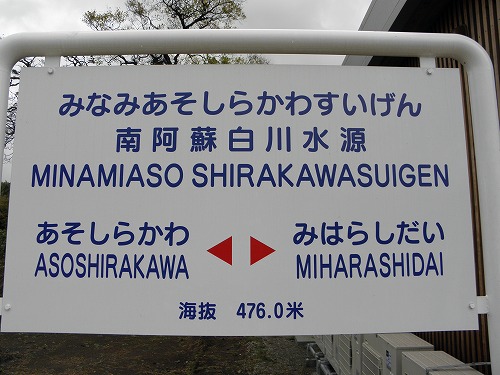 みなみあそしらかわすいげん
南阿蘇白川水源
MINAMIASO SHIRAKAWASUIGEN
あそしらかわ みはらしだい
ASOSHIRAKAWA MIHARASHIDAI
海抜 476.0米